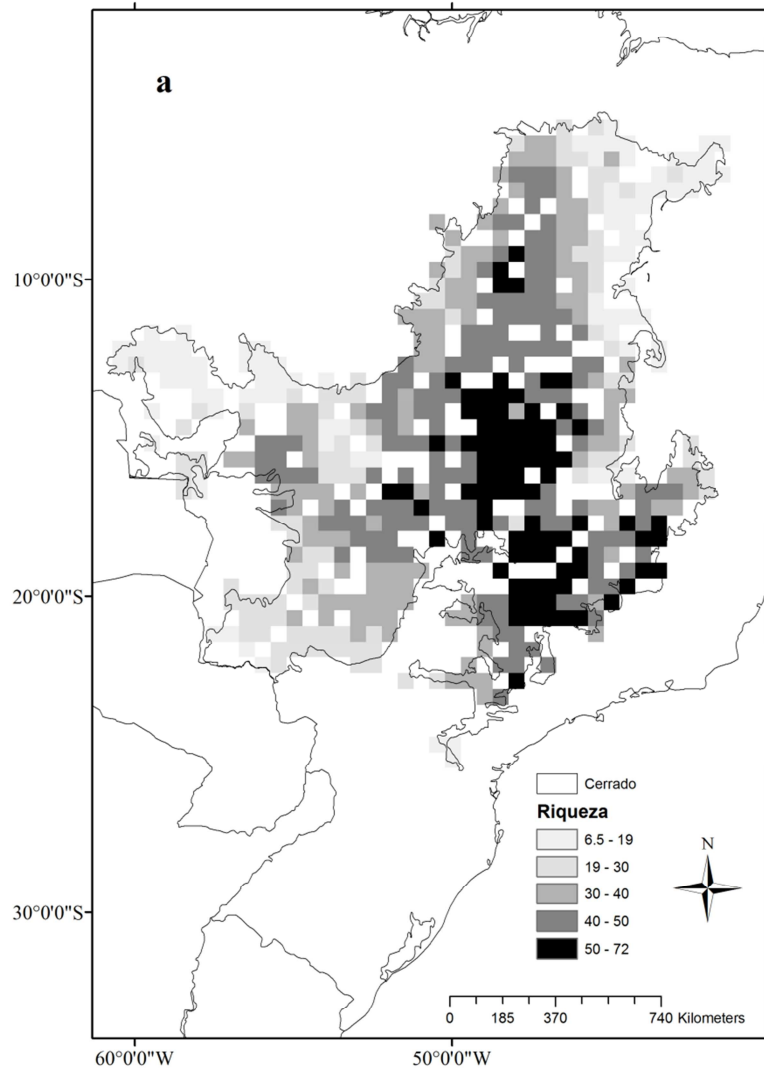 a
10°0'0"S
20°0'0"S
30°0'0"S
Cerrado
Riqueza
6.5 - 19
19 - 30
30 - 40
40 - 50
50 - 72
N
0 185 370 740 Kilometers
60°0'0"W 50°0'0"W